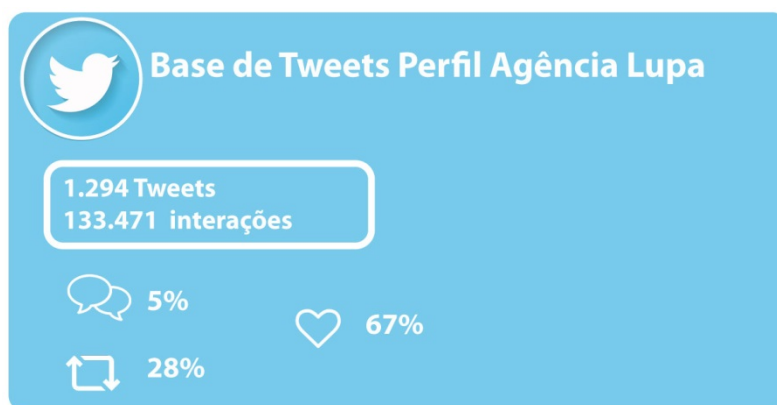 Base de Tweets Perfil Agência Lupa
1.294 Tweets
133.471 interações
5%
67%
28%